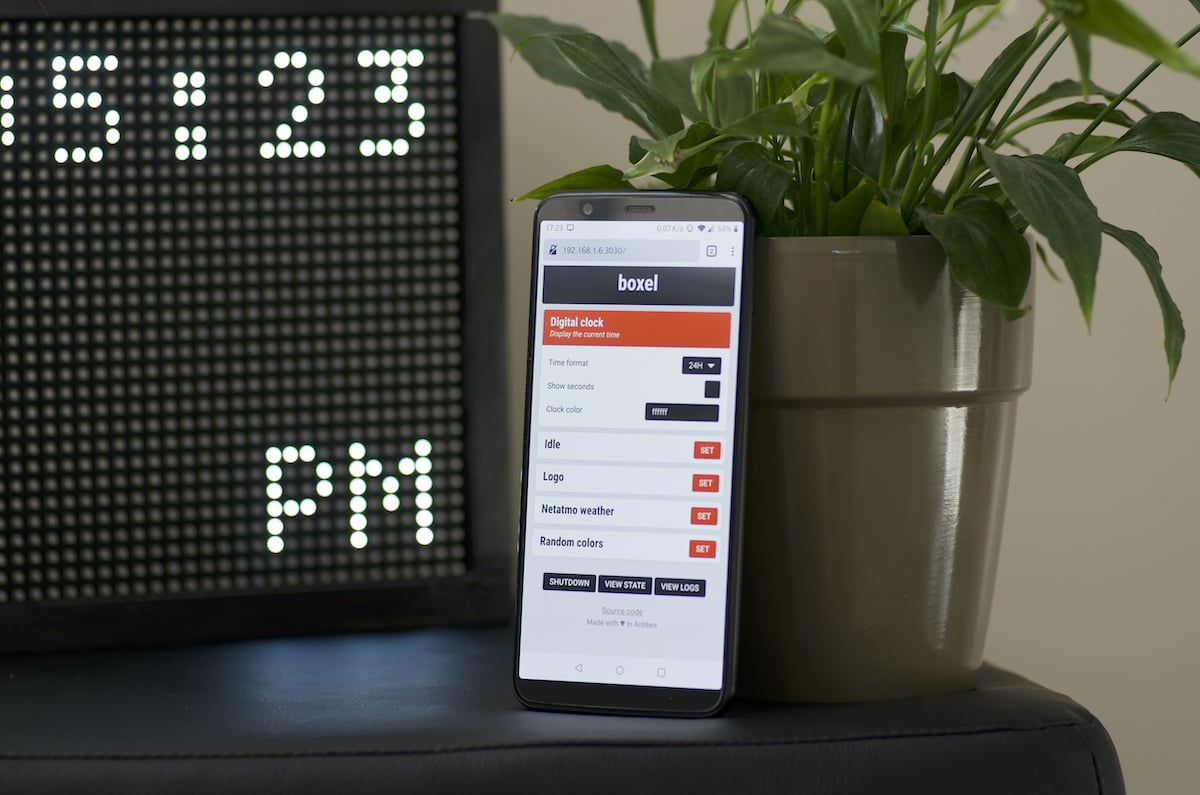 5:23
PM
17:23 0.07 K/s 54%
192.168.1.6:3030/ 2
boxel
Digital clock
Display the current time
Time format 24H
Show seconds
Clock color ffffff
Idle SET
Logo SET
Netatmo weather SET
Random colors SET
SHUTDOWN VIEW STATE VIEW LOGS
Source code
Made with ♥ in Antibes